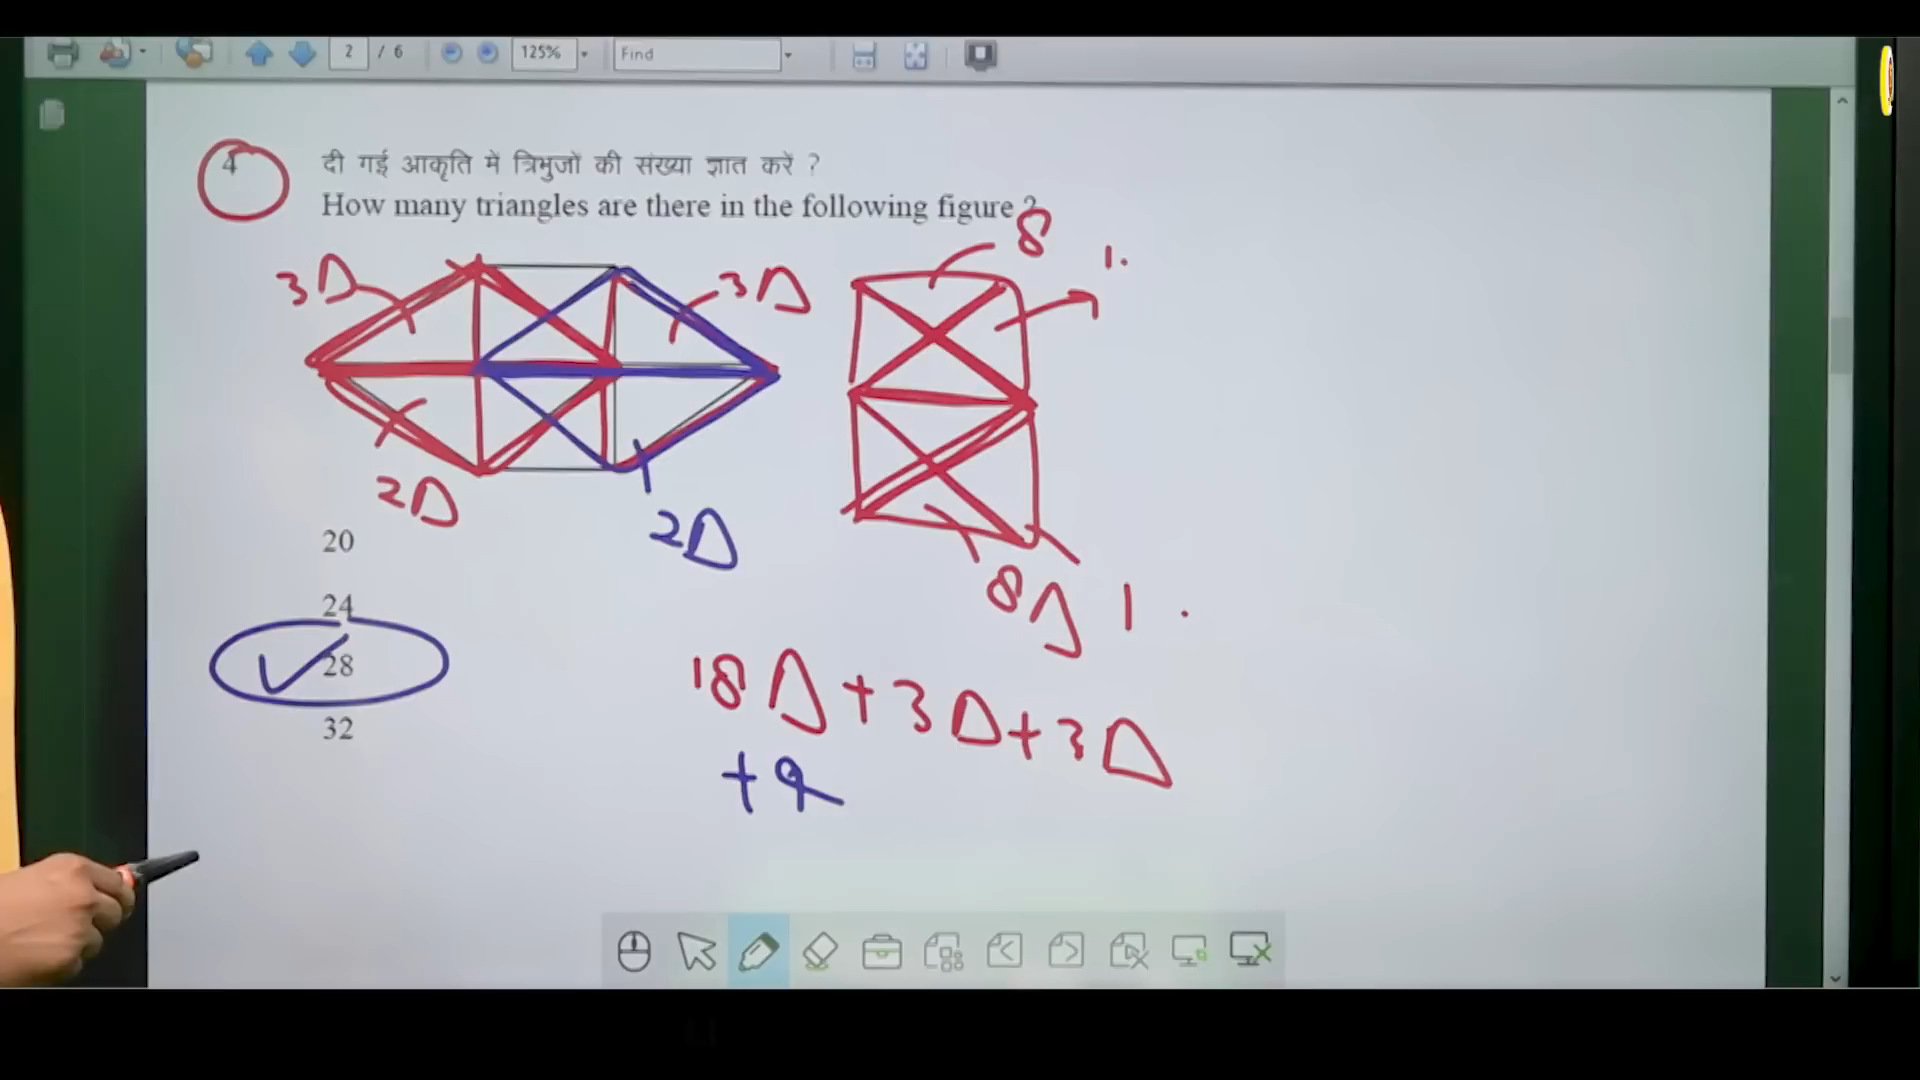 2 / 6 125% Find
4 दी गई आकृति में त्रिभुजों की संख्या ज्ञात करें ?
How many triangles are there in the following figure ?
8
1.
3Δ
3Δ
2Δ
2Δ
8Δ 1
20
24
28
32
18Δ+3Δ+3Δ
+